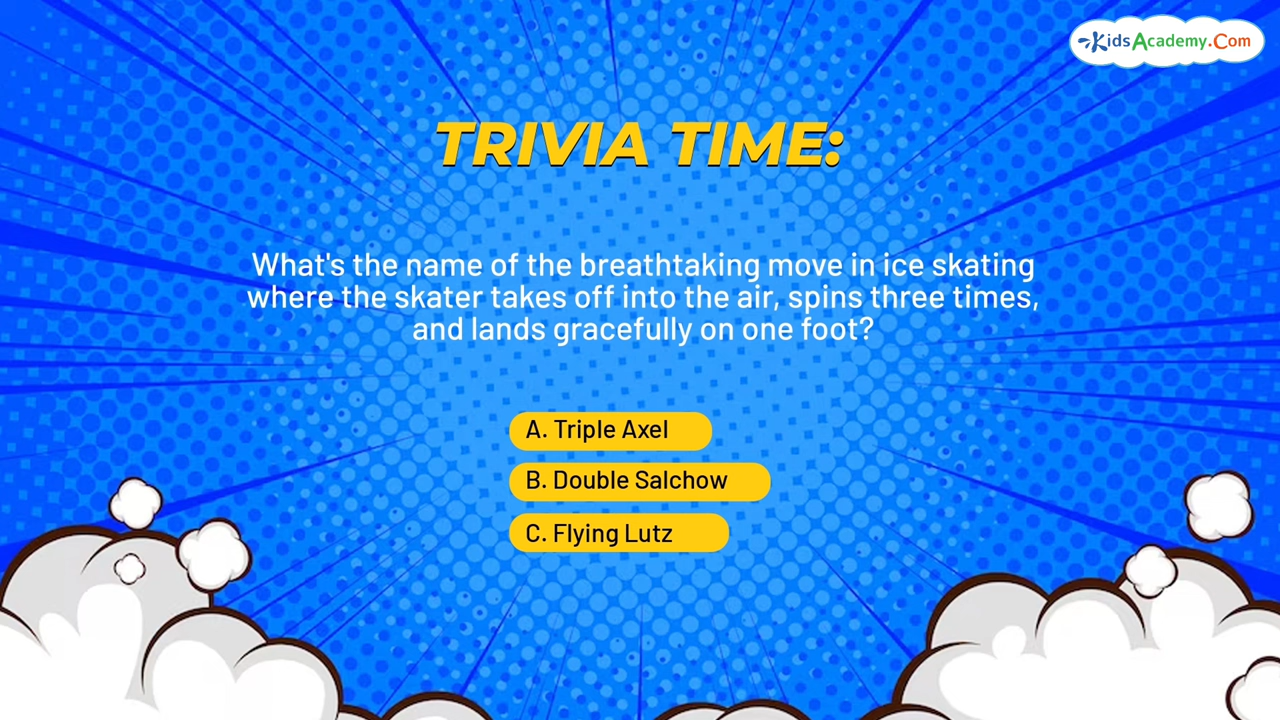 KidsAcademy.Com
TRIVIA TIME:
What's the name of the breathtaking move in ice skating
where the skater takes off into the air, spins three times,
and lands gracefully on one foot?
A. Triple Axel
B. Double Salchow
C. Flying Lutz